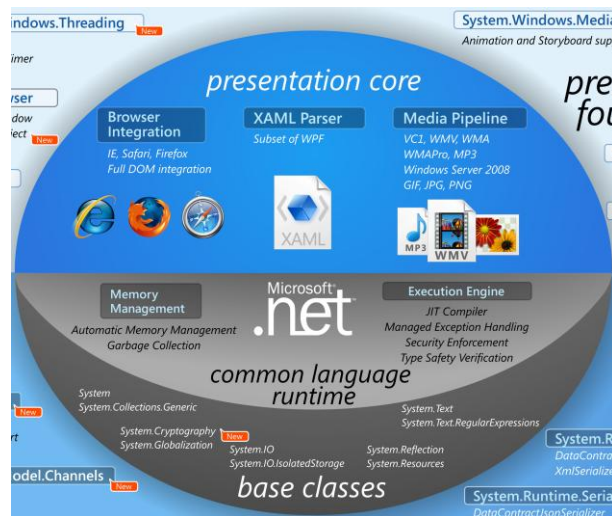 indows.Threading
New
imer
wser
dow
ject
New
System.Windows.Media
Animation and Storyboard sup
pre
fou
presentation core
Browser
Integration
IE, Safari, Firefox
Full DOM integration
XAML Parser
Subset of WPF
XAML
Media Pipeline
VC1, WMV, WMA
WMAPro, MP3
Windows Server 2008
GIF, JPG, PNG
MP3
WMV
Microsoft®
.net
Memory
Management
Automatic Memory Management
Garbage Collection
Execution Engine
JIT Compiler
Managed Exception Handling
Security Enforcement
Type Safety Verification
common language
runtime
System
System.Collections.Generic
System.Cryptography
New
System.Globalization
System.IO
System.IO.IsolatedStorage
System.Text
System.Text.RegularExpressions
System.Reflection
System.Resources
base classes
New
rt
odel.Channels
New
System.R
DataContrac
XmlSerialize
System.Runtime.Seria
DataContractJsonSerializer